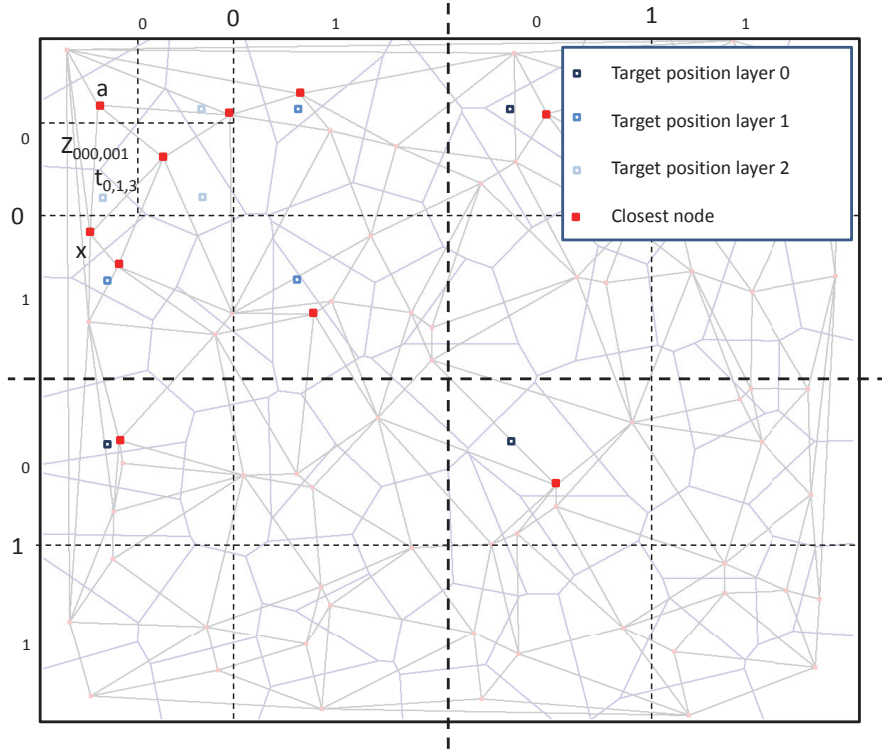 0 0 1 0 1 1
a
Target position layer 0
Target position layer 1
0
Z000,001
Target position layer 2
t0,1,3
0
Closest node
x
1
0
1
1